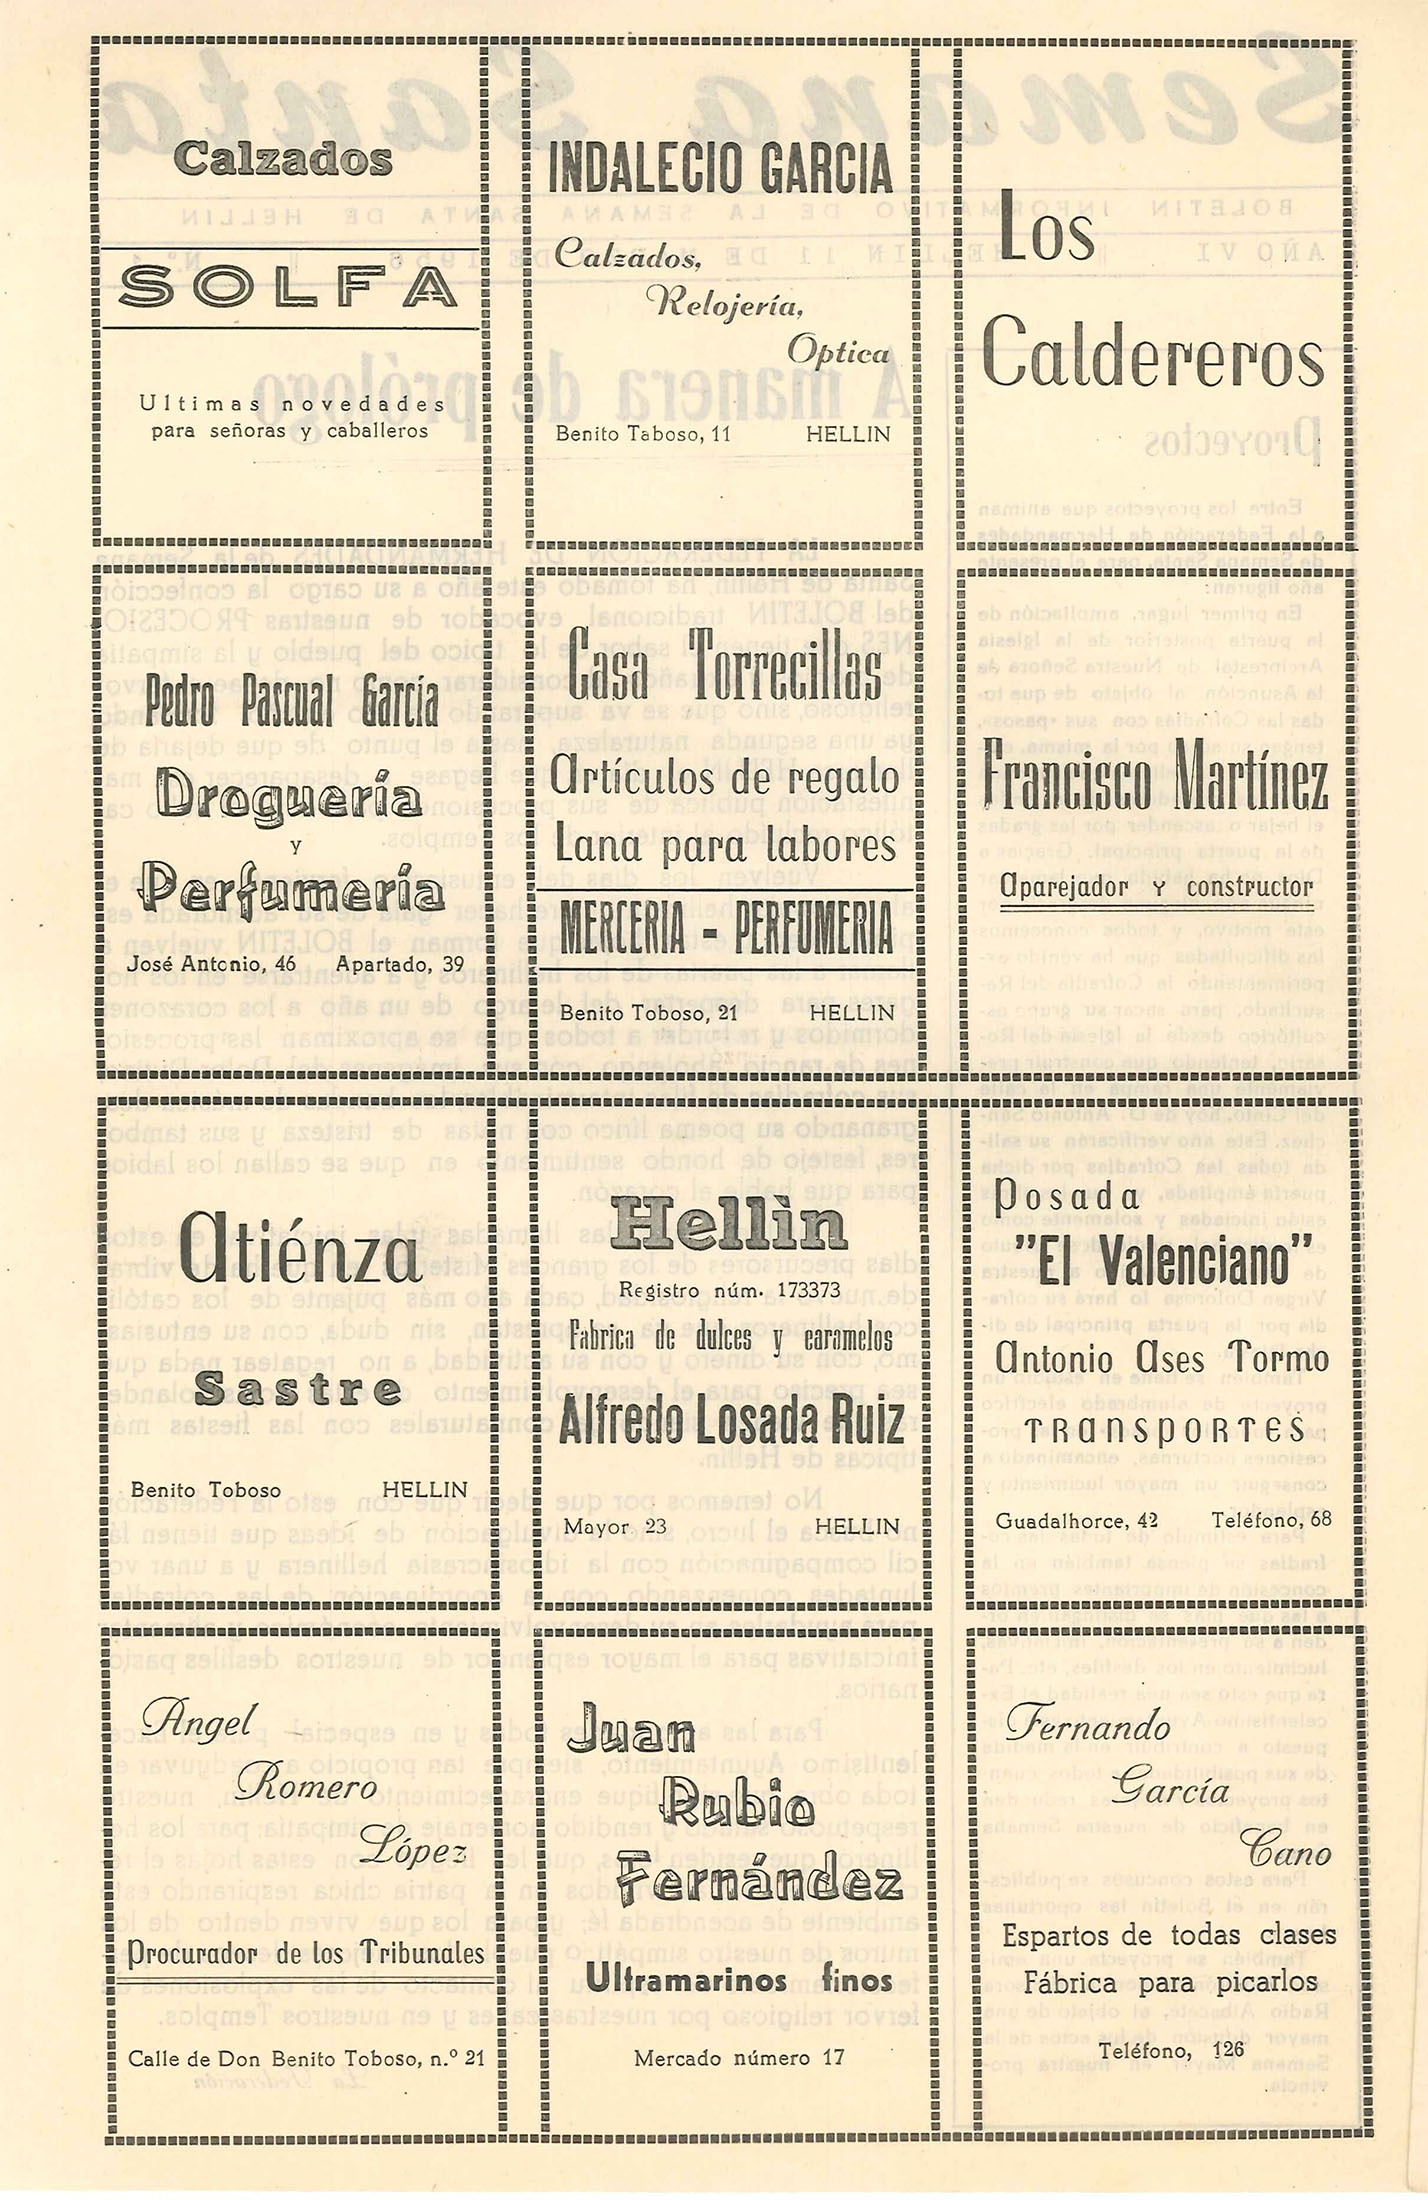 Calzados
SOLFA
Ultimas novedades
para señoras y caballeros
INDALECIO GARCIA
Calzados,
Relojería,
Optica
Benito Taboso, 11 HELLIN
Los
Caldereros
Pedro Pascual García
Droguería
y
Perfumería
José Antonio, 46 Apartado, 39
Casa Torrecillas
Artículos de regalo
Lana para labores
MERCERIA - PERFUMERIA
Benito Toboso, 21 HELLIN
Francisco Martínez
Aparejador y constructor
Atiénza
Sastre
Benito Toboso HELLIN
Hellìn
Registro núm. 173373
Fabrica de dulces y caramelos
Alfredo Losada Ruiz
Mayor 23 HELLIN
Posada
"El Valenciano"
Antonio Ases Tormo
TRANSPORTES
Guadalhorce, 42 Teléfono, 68
Angel
Romero
López
Procurador de los Tribunales
Calle de Don Benito Toboso, n.º 21
Juan
Rubio
Fernández
Ultramarinos finos
Mercado número 17
Fernando
García
Cano
Espartos de todas clases
Fábrica para picarlos
Teléfono, 126